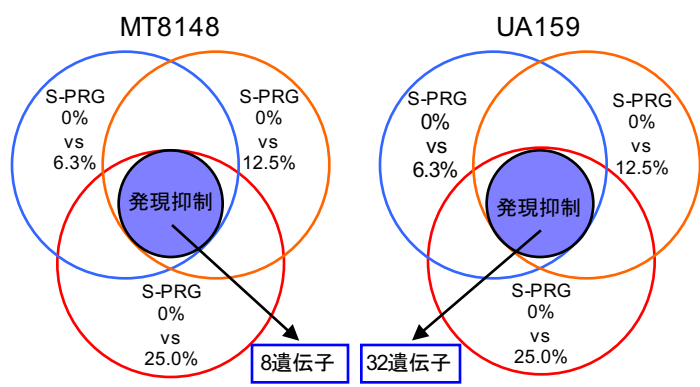 MT8148
S-PRG
0%
vs
6.3%
S-PRG
0%
vs
12.5%
発現抑制
S-PRG
0%
vs
25.0%
8遺伝子
UA159
S-PRG
0%
vs
6.3%
S-PRG
0%
vs
12.5%
発現抑制
S-PRG
0%
vs
25.0%
32遺伝子